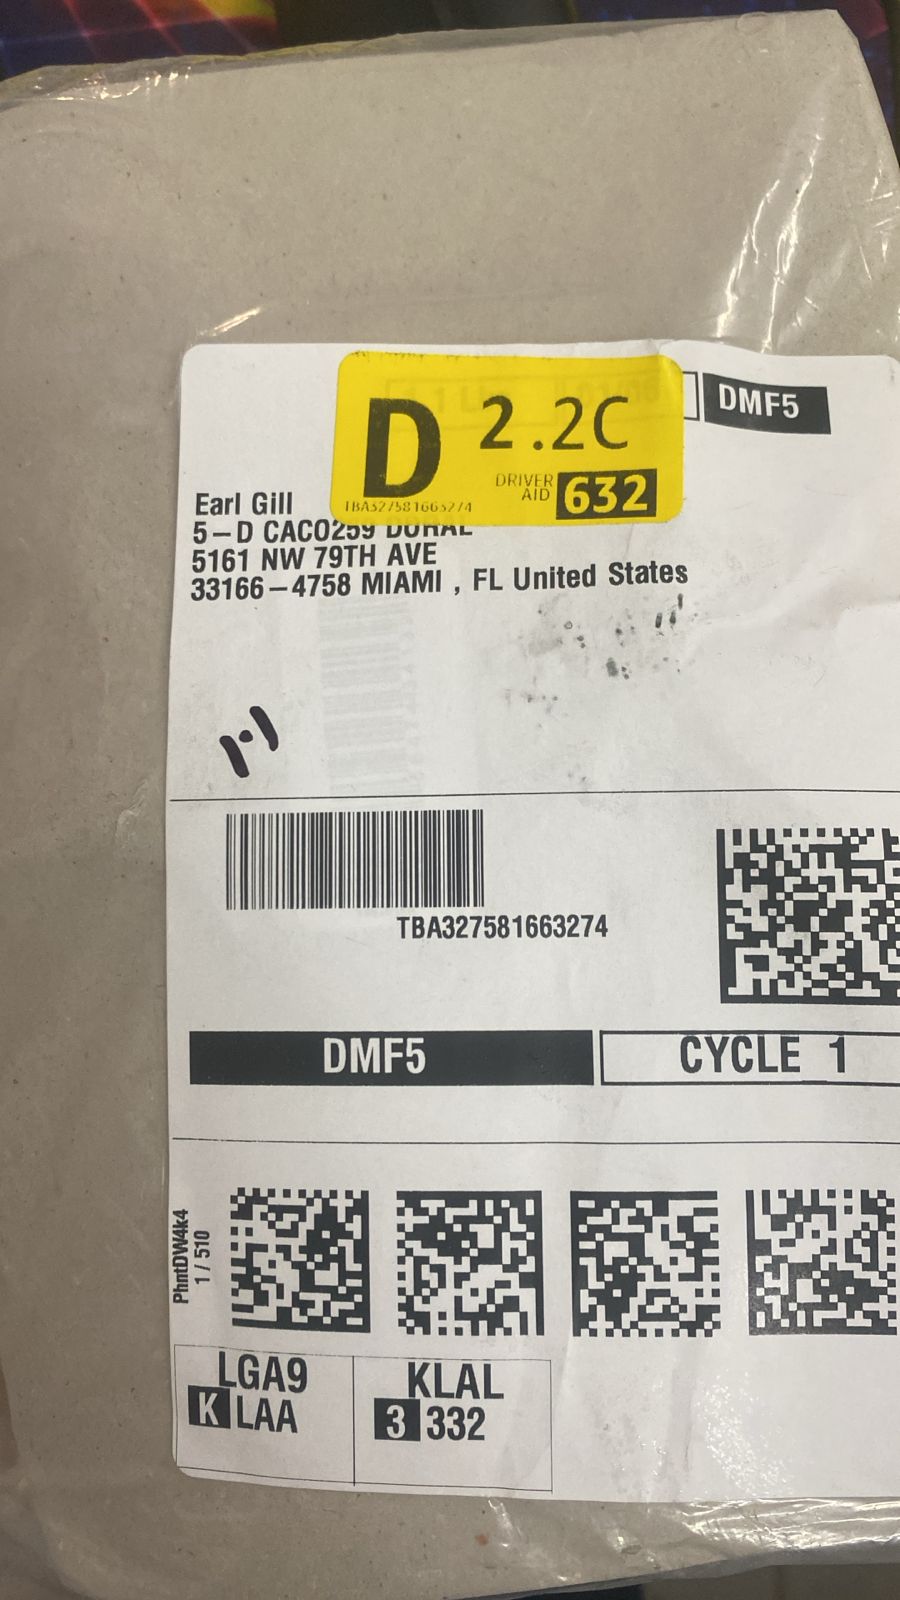 DMF5
D 2.2C
DRIVER
AID 632
TBA327581663274
Earl Gill
5-D CACO259 DORAL
5161 NW 79TH AVE
33166-4758 MIAMI , FL United States
TBA327581663274
DMF5 CYCLE 1
PhntDW4k4
1 / 510
LGA9
K LAA
KLAL
3 332